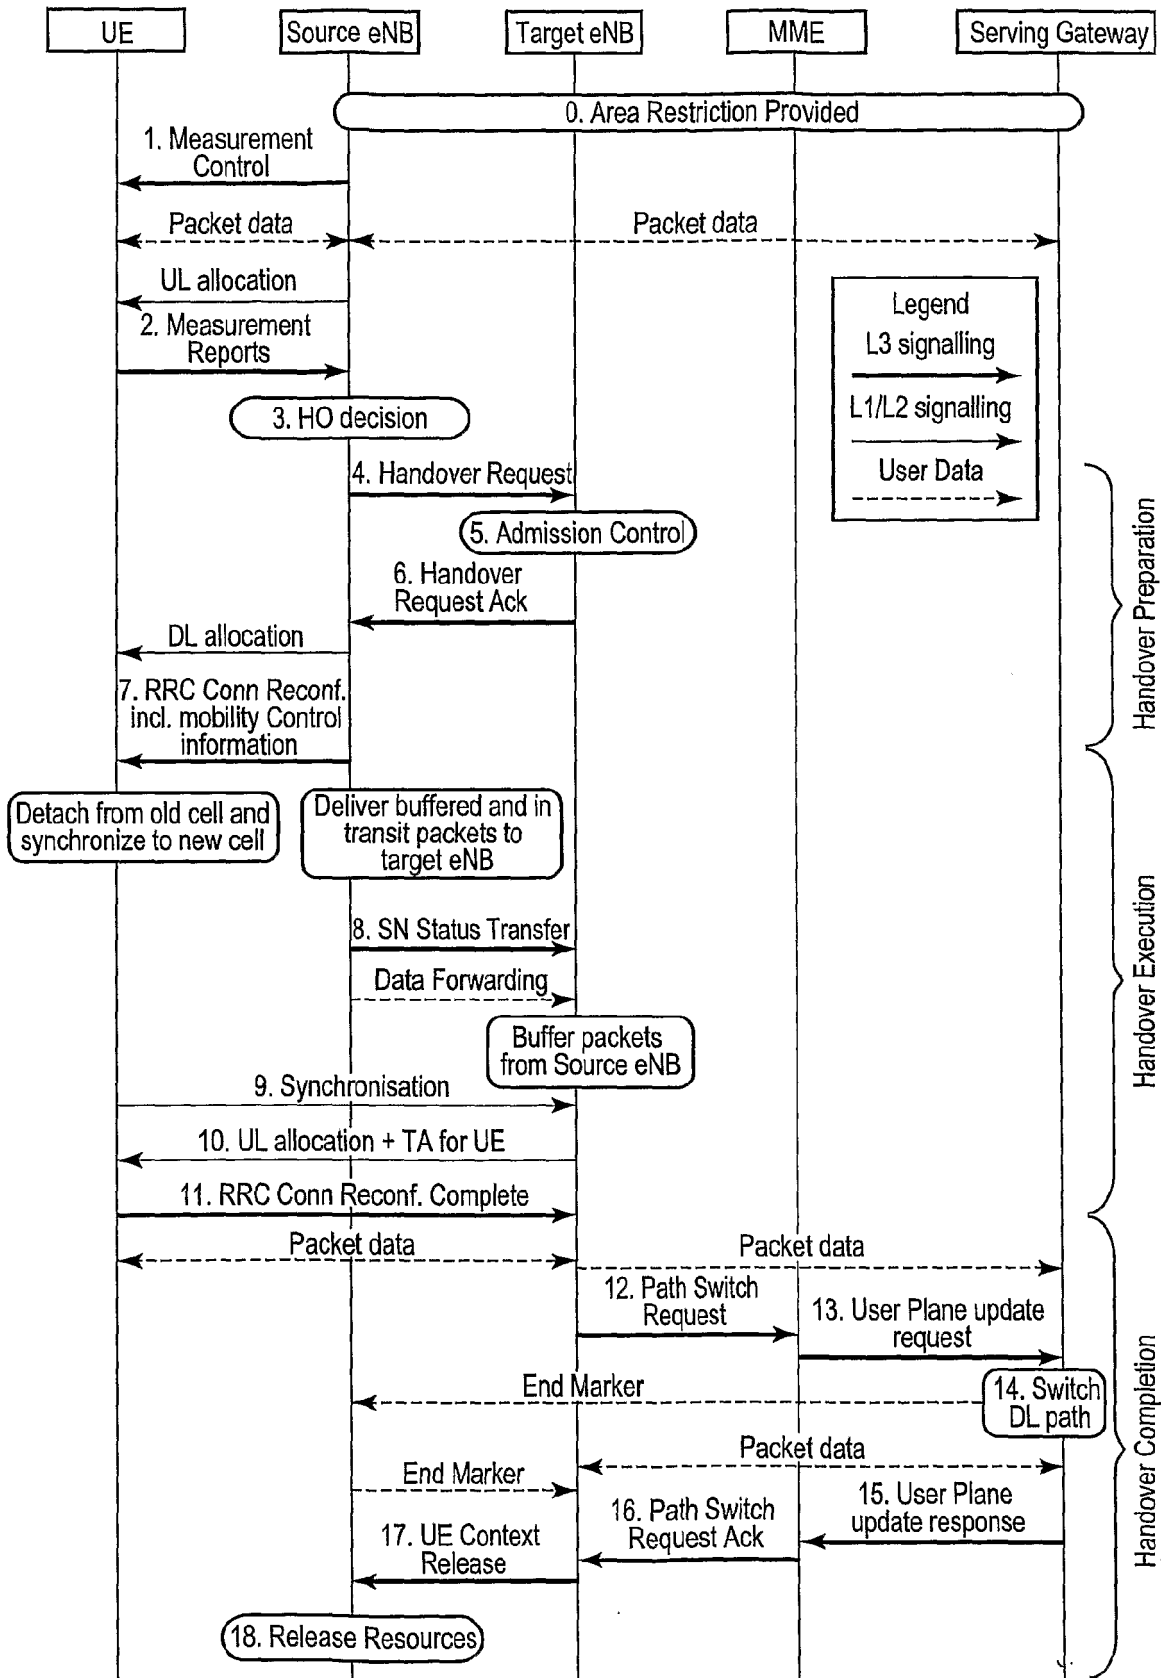 UE
Source eNB
Target eNB
MME
Serving Gateway
0. Area Restriction Provided
1. Measurement
Control
Packet data
Packet data
UL allocation
2. Measurement
Reports
Legend
L3 signalling
L1/L2 signalling
User Data
3. HO decision
4. Handover Request
5. Admission Control
6. Handover
Request Ack
DL allocation
7. RRC Conn Reconf.
incl. mobility Control
information
Handover Preparation
Detach from old cell and
synchronize to new cell
Deliver buffered and in
transit packets to
target eNB
8. SN Status Transfer
Data Forwarding
Buffer packets
from Source eNB
9. Synchronisation
10. UL allocation + TA for UE
11. RRC Conn Reconf. Complete
Handover Execution
Packet data
Packet data
12. Path Switch
Request
13. User Plane update
request
End Marker
14. Switch
DL path
Packet data
End Marker
15. User Plane
update response
16. Path Switch
Request Ack
17. UE Context
Release
18. Release Resources
Handover Completion